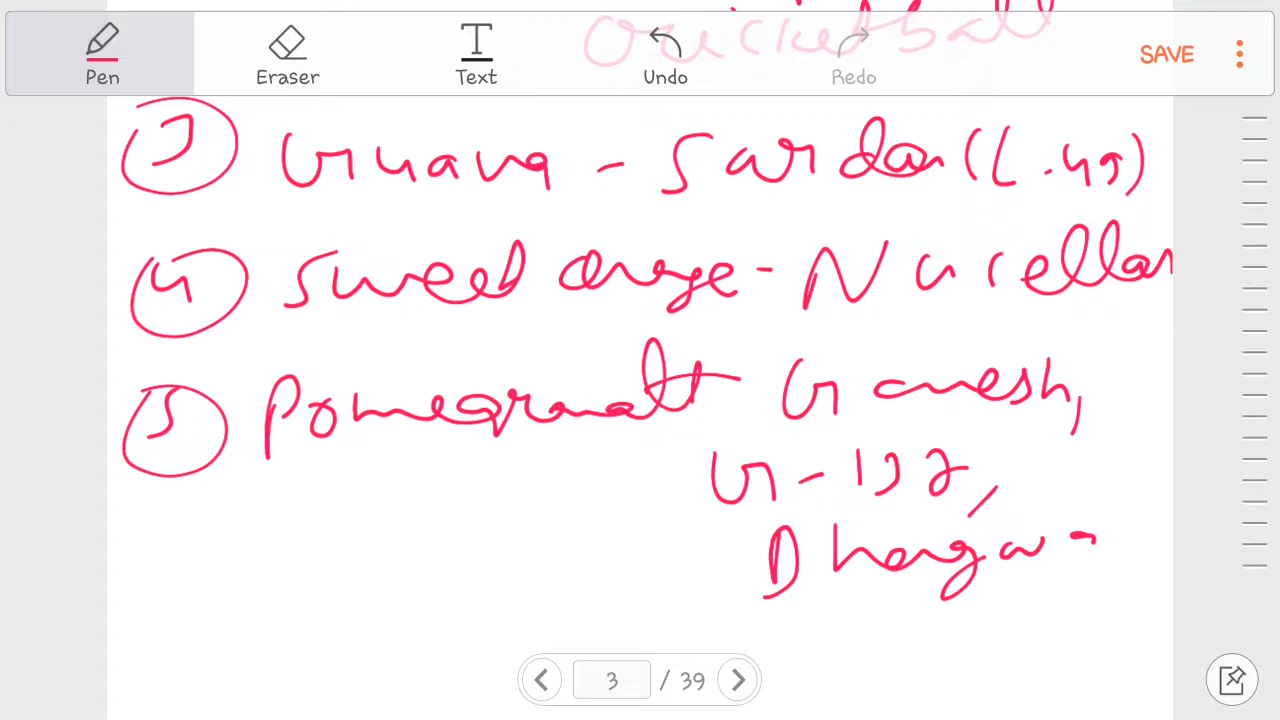 cricketball
Pen Eraser Text Undo Redo SAVE
3 Guava - Sardar (L-49)
4 Sweet orange - Nucellar
5 Pomegranate Ganesh,
G-137,
3 / 39